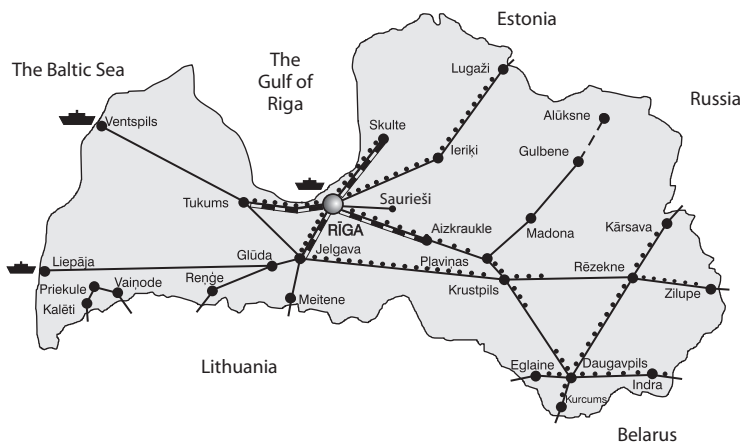 Estonia
The
Gulf of
Riga
The Baltic Sea
Lugaži
Russia
Alūksne
Ventspils
Skulte
Gulbene
Ieriķi
Tukums
Saurieši
RĪGA
Aizkraukle
Madona
Kārsava
Liepāja
Glūda
Jelgava
Pļaviņas
Rēzekne
Priekule
Vaiņode
Reņģe
Krustpils
Zilupe
Kalēti
Meitene
Lithuania
Eglaine
Daugavpils
Indra
Kurcums
Belarus